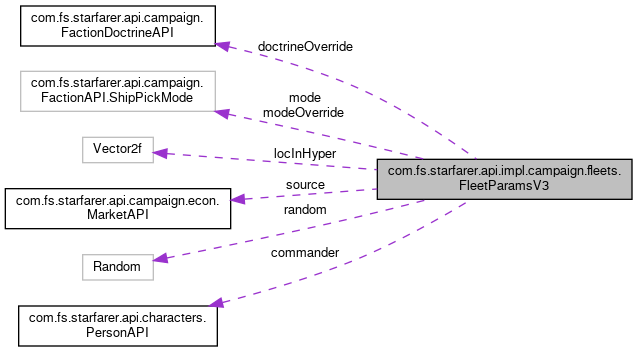 com.fs.starfarer.api.campaign.
FactionDoctrineAPI
doctrineOverride
com.fs.starfarer.api.campaign.
FactionAPI.ShipPickMode
mode
modeOverride
Vector2f
locInHyper
com.fs.starfarer.api.impl.campaign.fleets.
FleetParamsV3
com.fs.starfarer.api.campaign.econ.
MarketAPI
source
random
Random
commander
com.fs.starfarer.api.characters.
PersonAPI